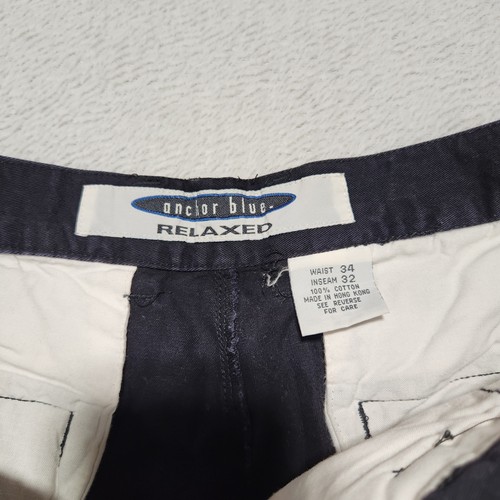 anchor blue
RELAXED
WAIST 34
INSEAM 32
100% COTTON
MADE IN HONG KONG
SEE REVERSE
FOR CARE